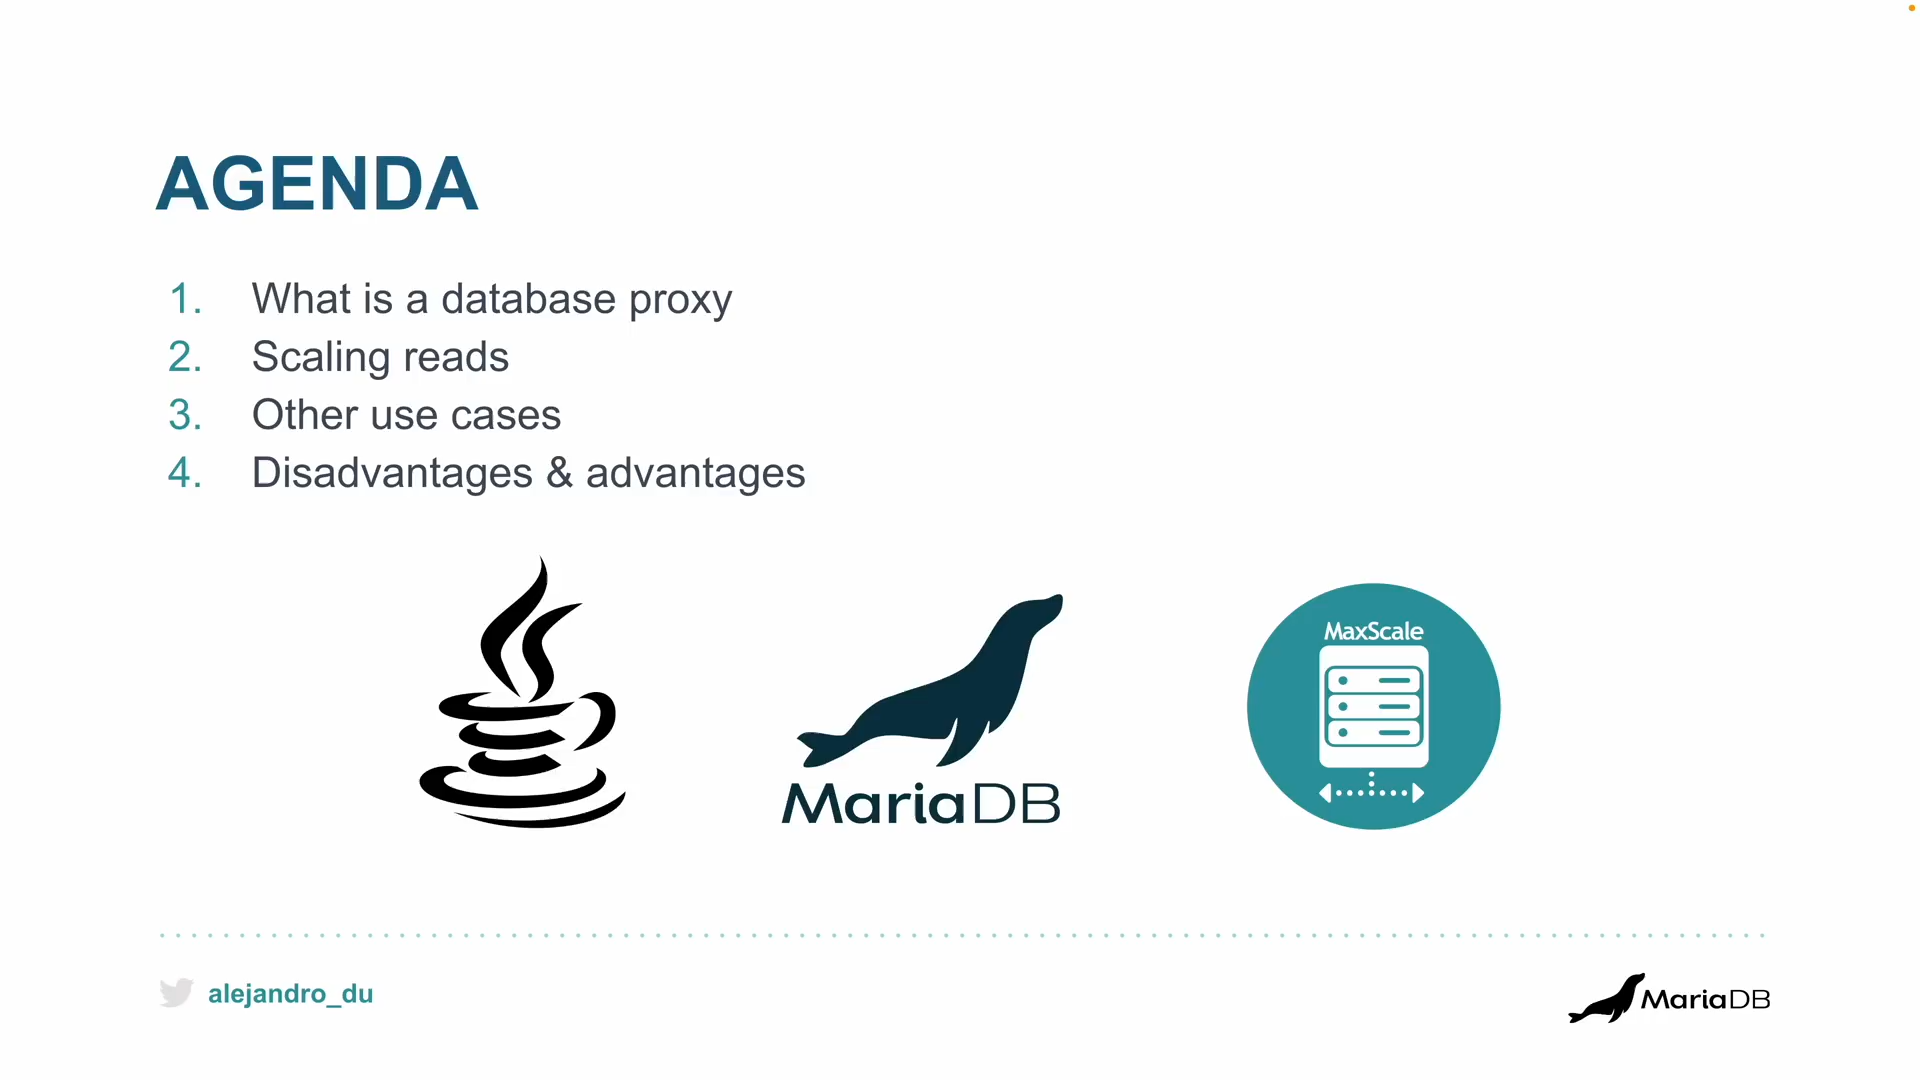 AGENDA
1. What is a database proxy
2. Scaling reads
3. Other use cases
4. Disadvantages & advantages
MaxScale
MariaDB
alejandro_du
MariaDB